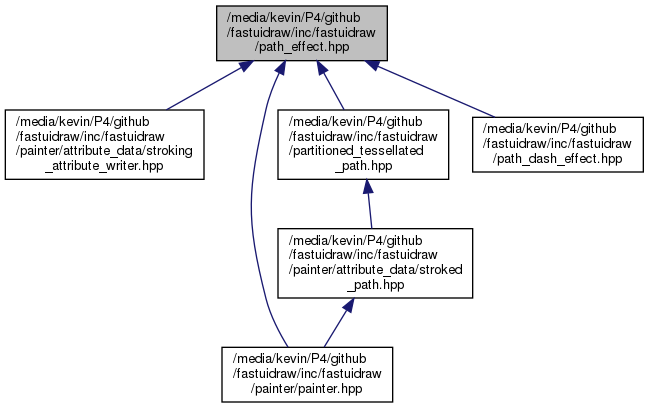 /media/kevin/P4/github
/fastuidraw/inc/fastuidraw
/path_effect.hpp
/media/kevin/P4/github
/fastuidraw/inc/fastuidraw
/painter/attribute_data/stroking
_attribute_writer.hpp
/media/kevin/P4/github
/fastuidraw/inc/fastuidraw
/partitioned_tessellated
_path.hpp
/media/kevin/P4/github
/fastuidraw/inc/fastuidraw
/path_dash_effect.hpp
/media/kevin/P4/github
/fastuidraw/inc/fastuidraw
/painter/attribute_data/stroked
_path.hpp
/media/kevin/P4/github
/fastuidraw/inc/fastuidraw
/painter/painter.hpp